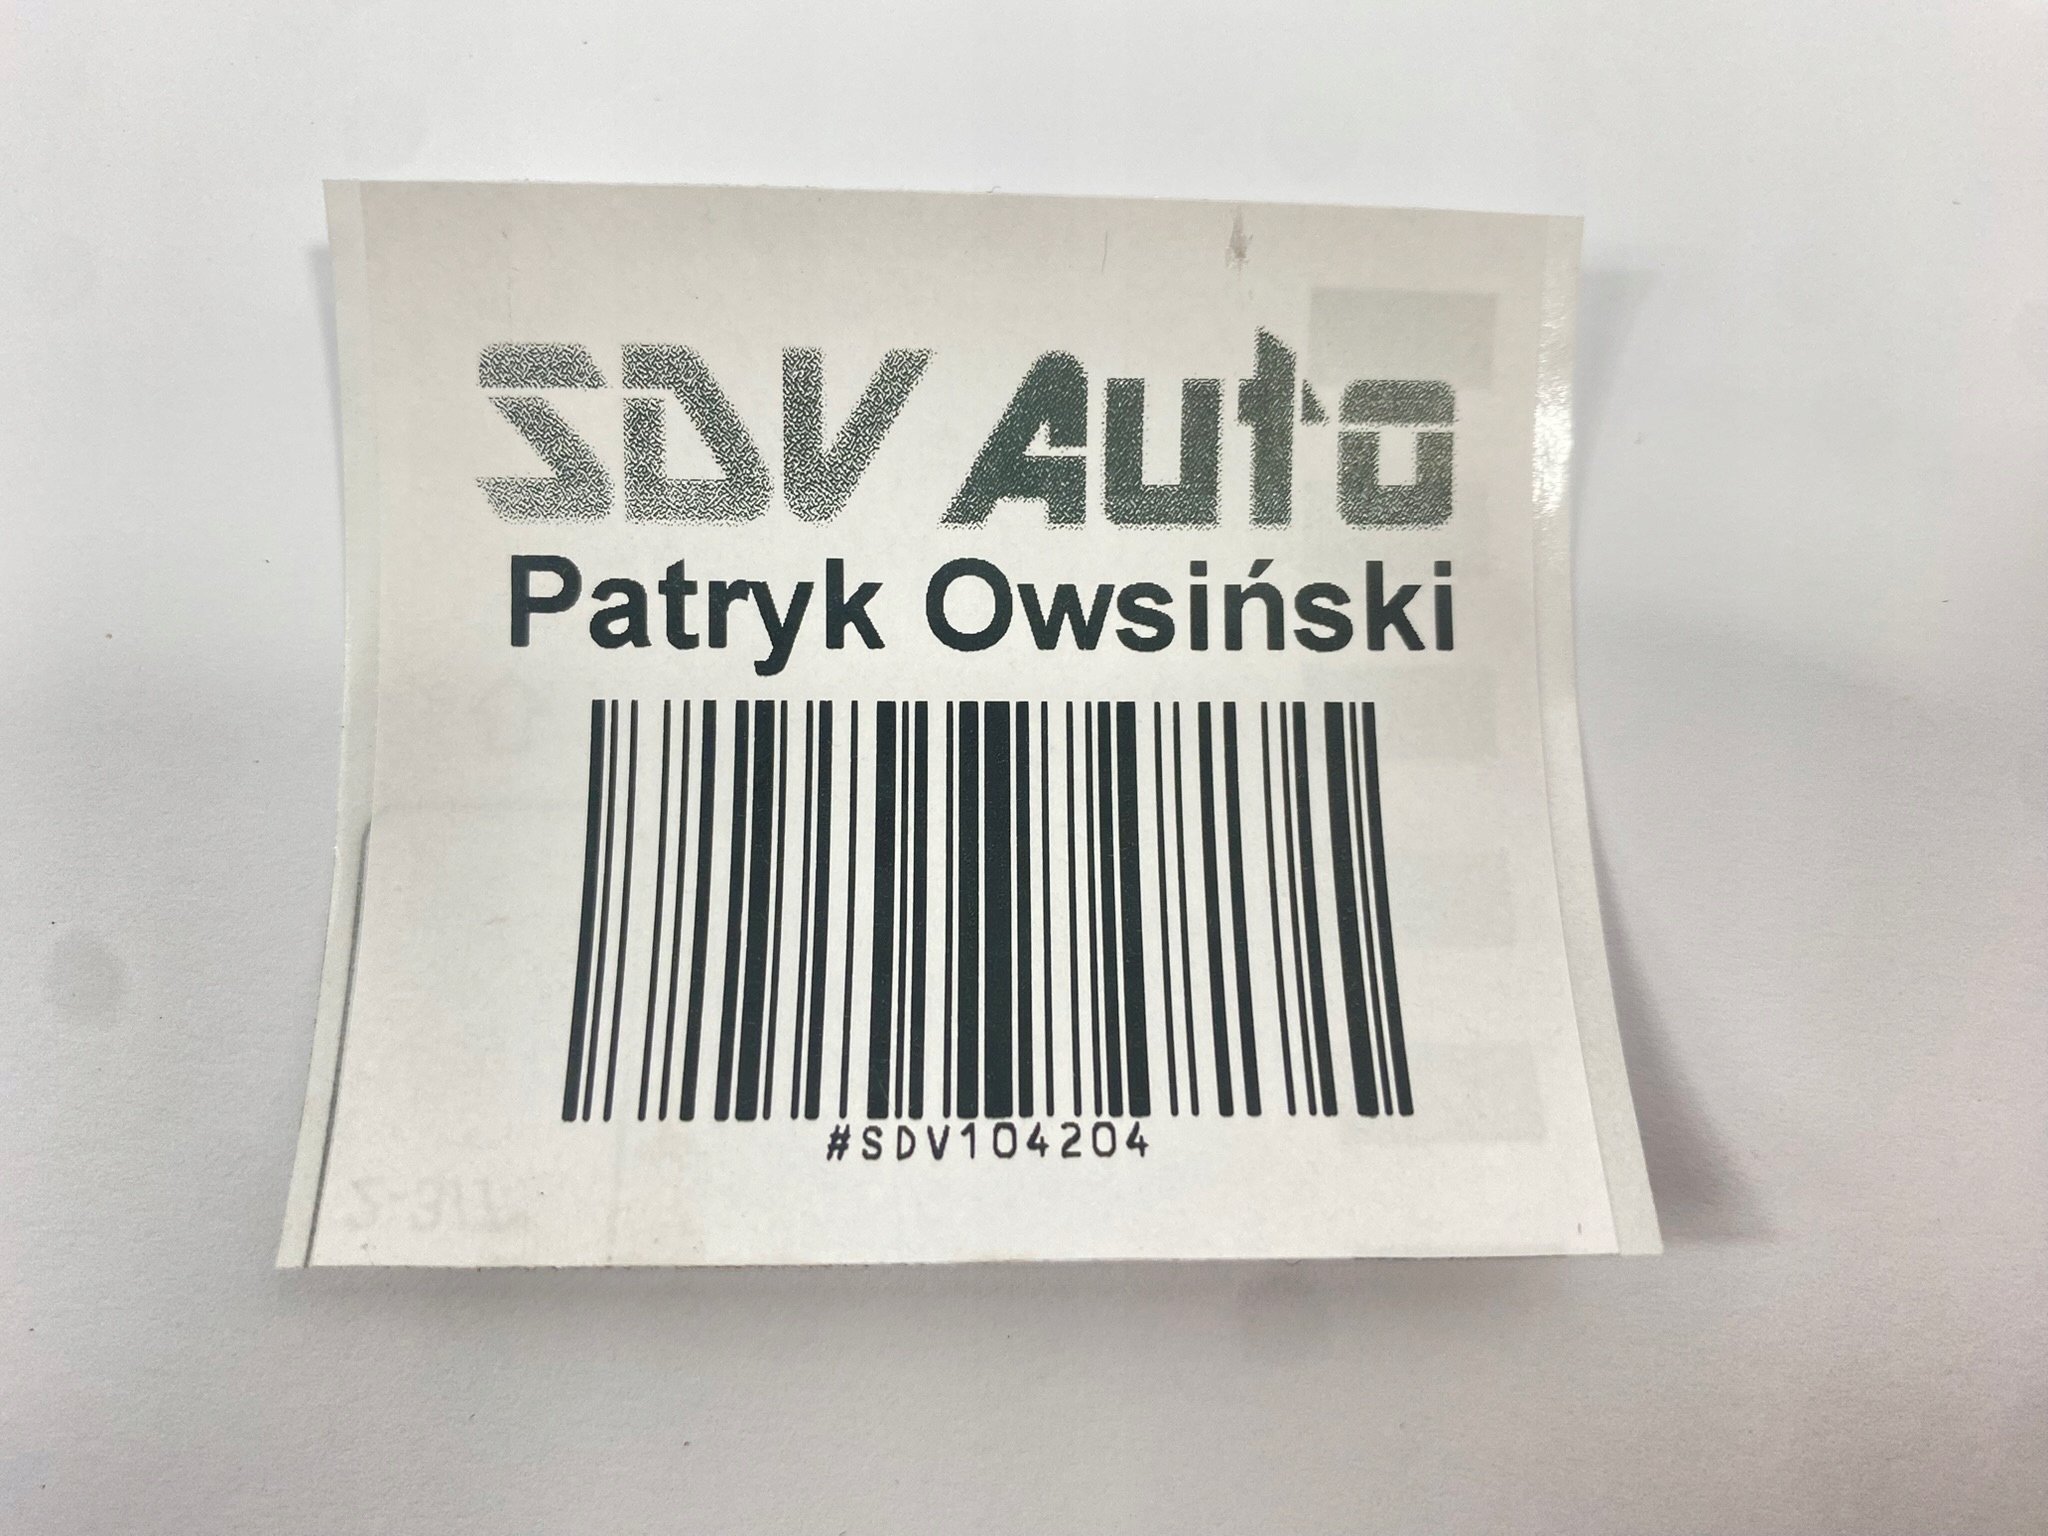 SDV Auto
Patryk Owsiński
#SDV104204